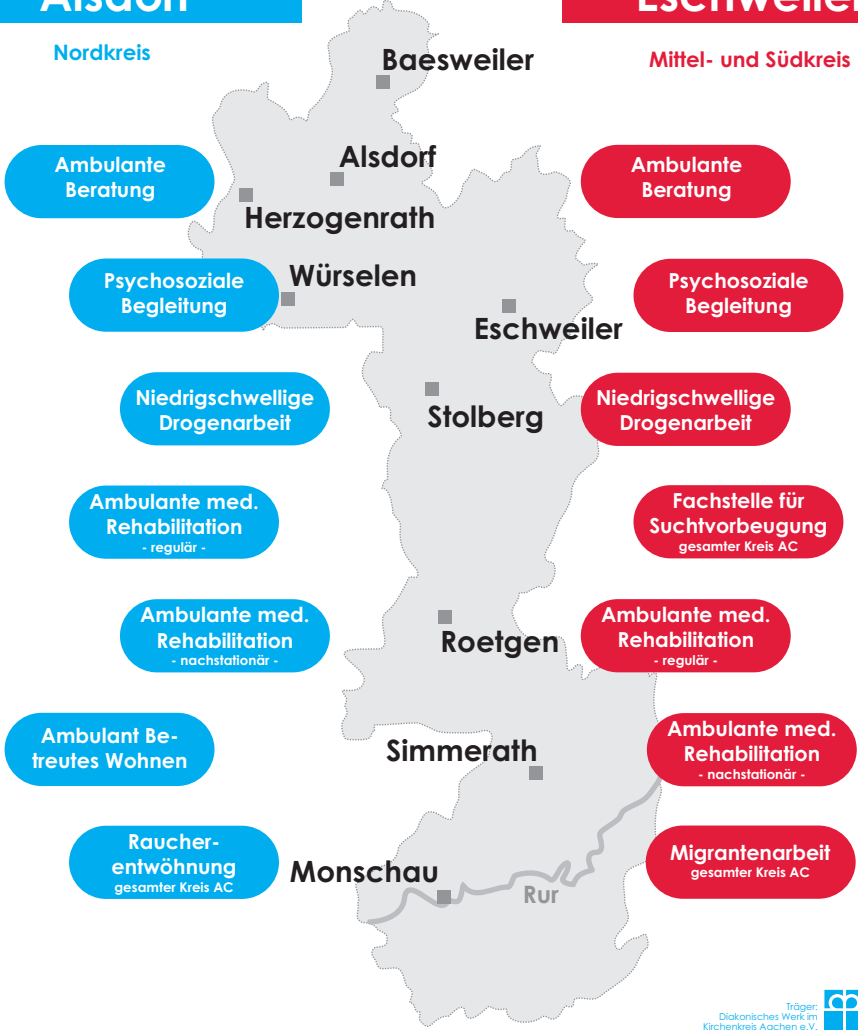 Alsdorf
Nordkreis
Eschweiler
Mittel- und Südkreis
Baesweiler
Alsdorf
Herzogenrath
Würselen
Eschweiler
Stolberg
Roetgen
Simmerath
Monschau
Rur
Ambulante
Beratung
Psychosoziale
Begleitung
Niedrigschwellige
Drogenarbeit
Ambulante med.
Rehabilitation
- regulär -
Ambulante med.
Rehabilitation
- nachstationär -
Ambulant Be-
treutes Wohnen
Raucher-
entwöhnung
gesamter Kreis AC
Ambulante
Beratung
Psychosoziale
Begleitung
Niedrigschwellige
Drogenarbeit
Fachstelle für
Suchtvorbeugung
gesamter Kreis AC
Ambulante med.
Rehabilitation
- regulär -
Ambulante med.
Rehabilitation
- nachstationär -
Migrantenarbeit
gesamter Kreis AC
Träger:
Diakonisches Werk im
Kirchenkreis Aachen e.V.